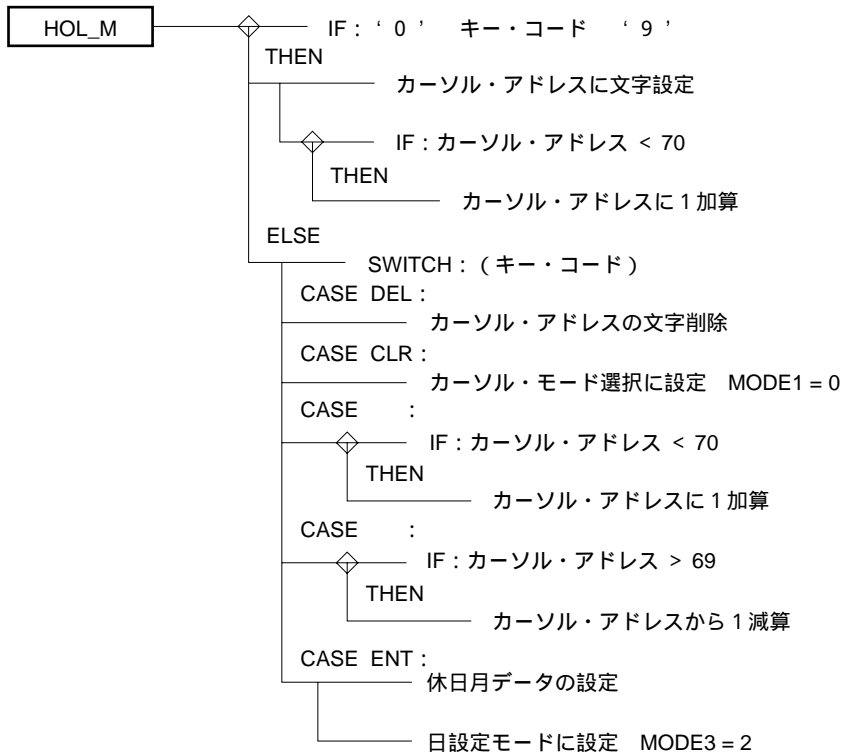 HOL_M
IF：‘０’　キー・コード　‘９’
THEN
カーソル・アドレスに文字設定
IF：カーソル・アドレス < 70
THEN
カーソル・アドレスに１加算
ELSE
SWITCH：（キー・コード）
CASE DEL：
カーソル・アドレスの文字削除
CASE CLR：
カーソル・モード選択に設定　MODE1 = 0
CASE　　：
IF：カーソル・アドレス < 70
THEN
カーソル・アドレスに１加算
CASE　　：
IF：カーソル・アドレス > 69
THEN
カーソル・アドレスから１減算
CASE ENT：
休日月データの設定
日設定モードに設定　MODE3 = 2